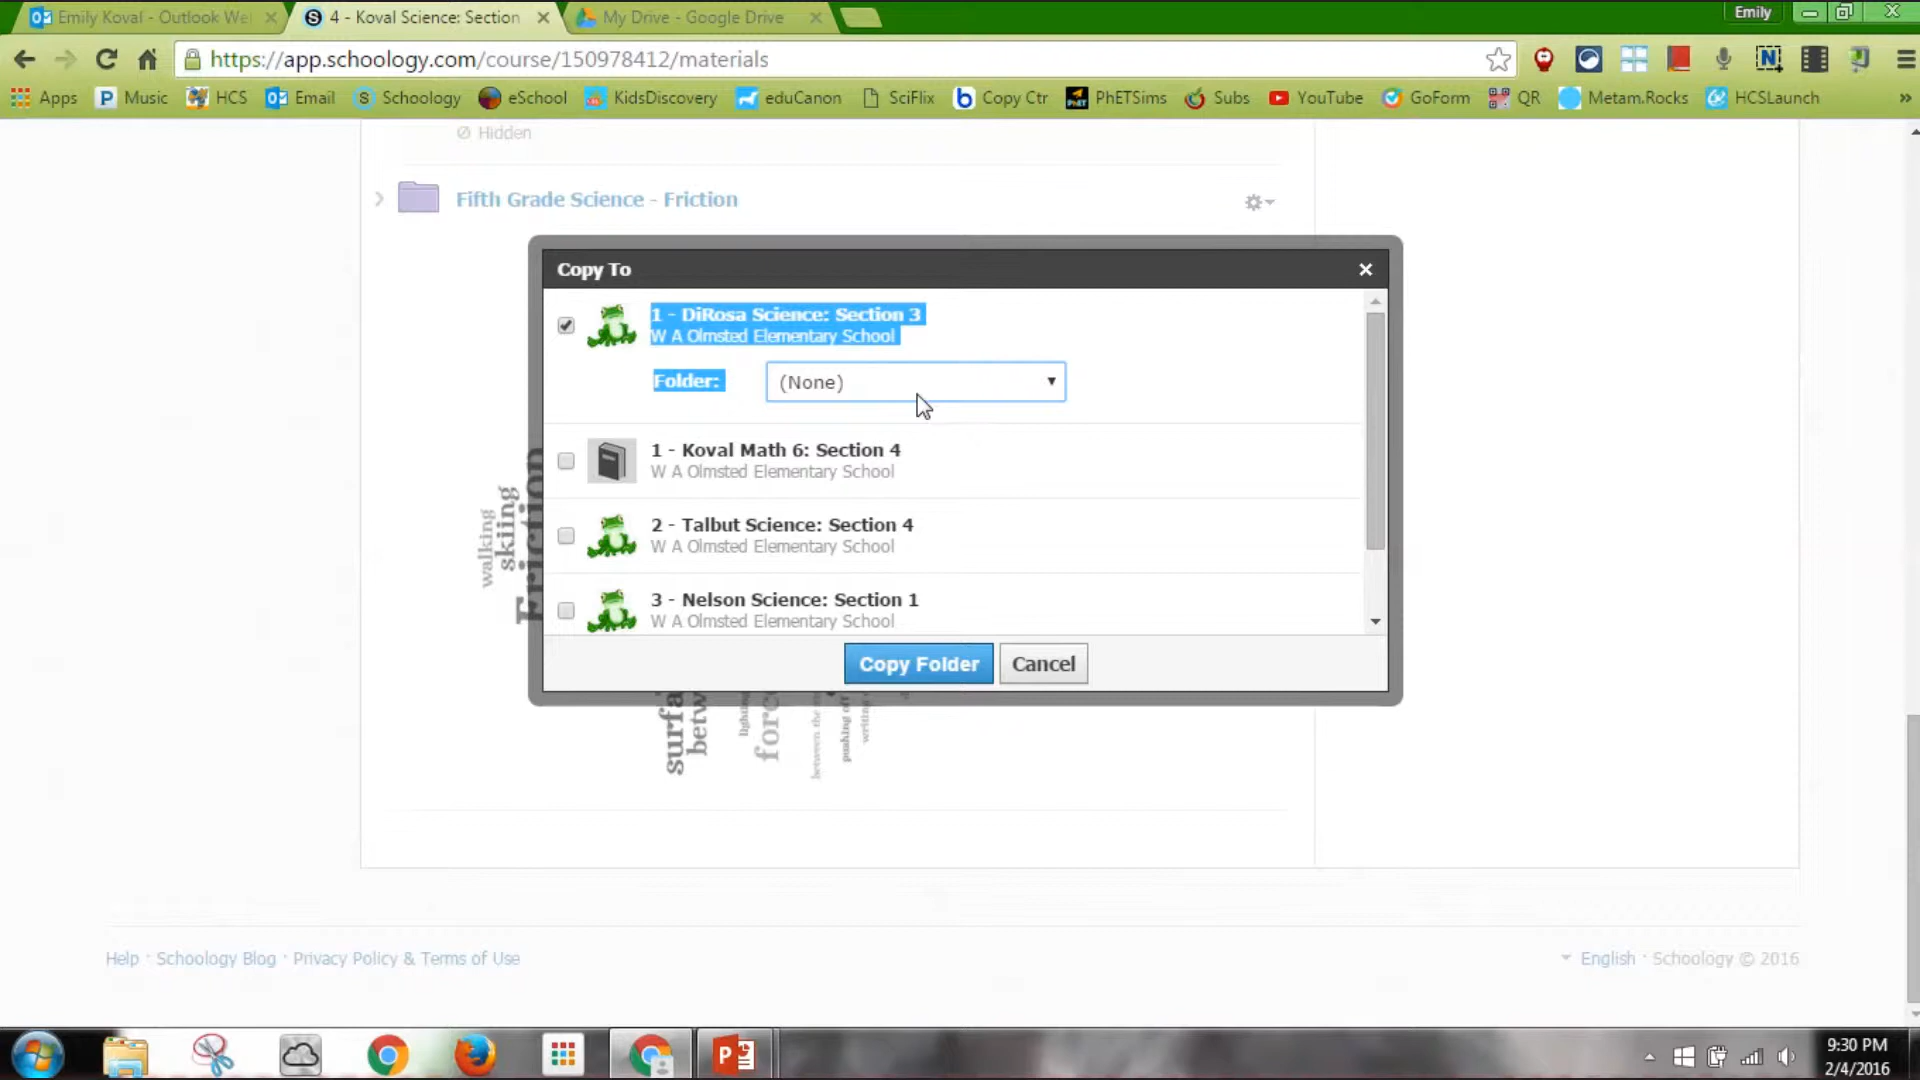 Emily Koval - Outlook We
4 - Koval Science: Section
My Drive - Google Drive
Emily
https://app.schoology.com/course/150978412/materials
Apps
Music
HCS
Email
Schoology
eSchool
KidsDiscovery
eduCanon
SciFlix
Copy Ctr
PhETSims
Subs
YouTube
GoForm
QR
Metam.Rocks
HCSLaunch
Hidden
Fifth Grade Science - Friction
Copy To
1 - DiRosa Science: Section 3
W A Olmsted Elementary School
Folder:
(None)
1 - Koval Math 6: Section 4
W A Olmsted Elementary School
2 - Talbut Science: Section 4
W A Olmsted Elementary School
3 - Nelson Science: Section 1
W A Olmsted Elementary School
Copy Folder
Cancel
walking
skiing
Friction
surfa
betw
forc
between the
pushing off
Help · Schoology Blog · Privacy Policy & Terms of Use
English · Schoology © 2016
9:30 PM
2/4/2016